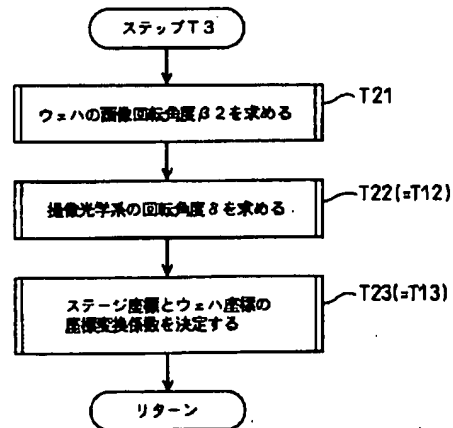 ステップT3
ウェハの画像回転角度β2を求める
T21
撮像光学系の回転角度δを求める
T22(=T12)
ステージ座標とウェハ座標の
座標変換係数を決定する
T23(=T13)
リターン